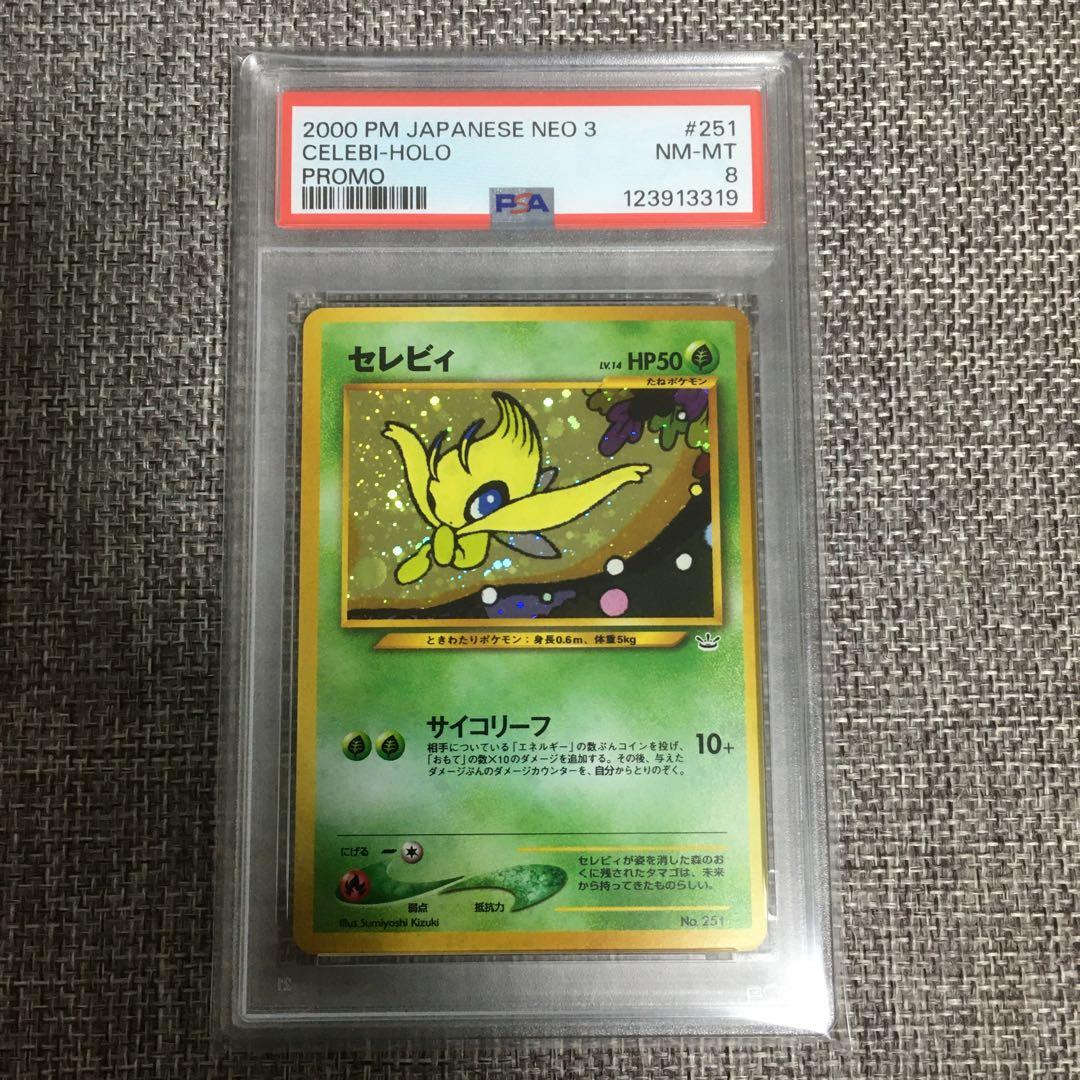 2000 PM JAPANESE NEO 3 #251
CELEBI-HOLO NM-MT
PROMO 8
PSA 123913319
セレビィ LV.14 HP50
たねポケモン
ときわたりポケモン：身長0.6m、体重5kg
サイコリーフ
相手についている「エネルギー」の数ぶんコインを投げ、
「おもて」の数×10のダメージを追加する。その後、与えた
ダメージぶんのダメージカウンターを、自分からとりのぞく。
10+
にげる
セレビィが姿を消した森のお
くに残されたタマゴは、未来
から持ってきたものらしい。
弱点 抵抗力
Illus. Sumiyoshi Kizuki No. 251